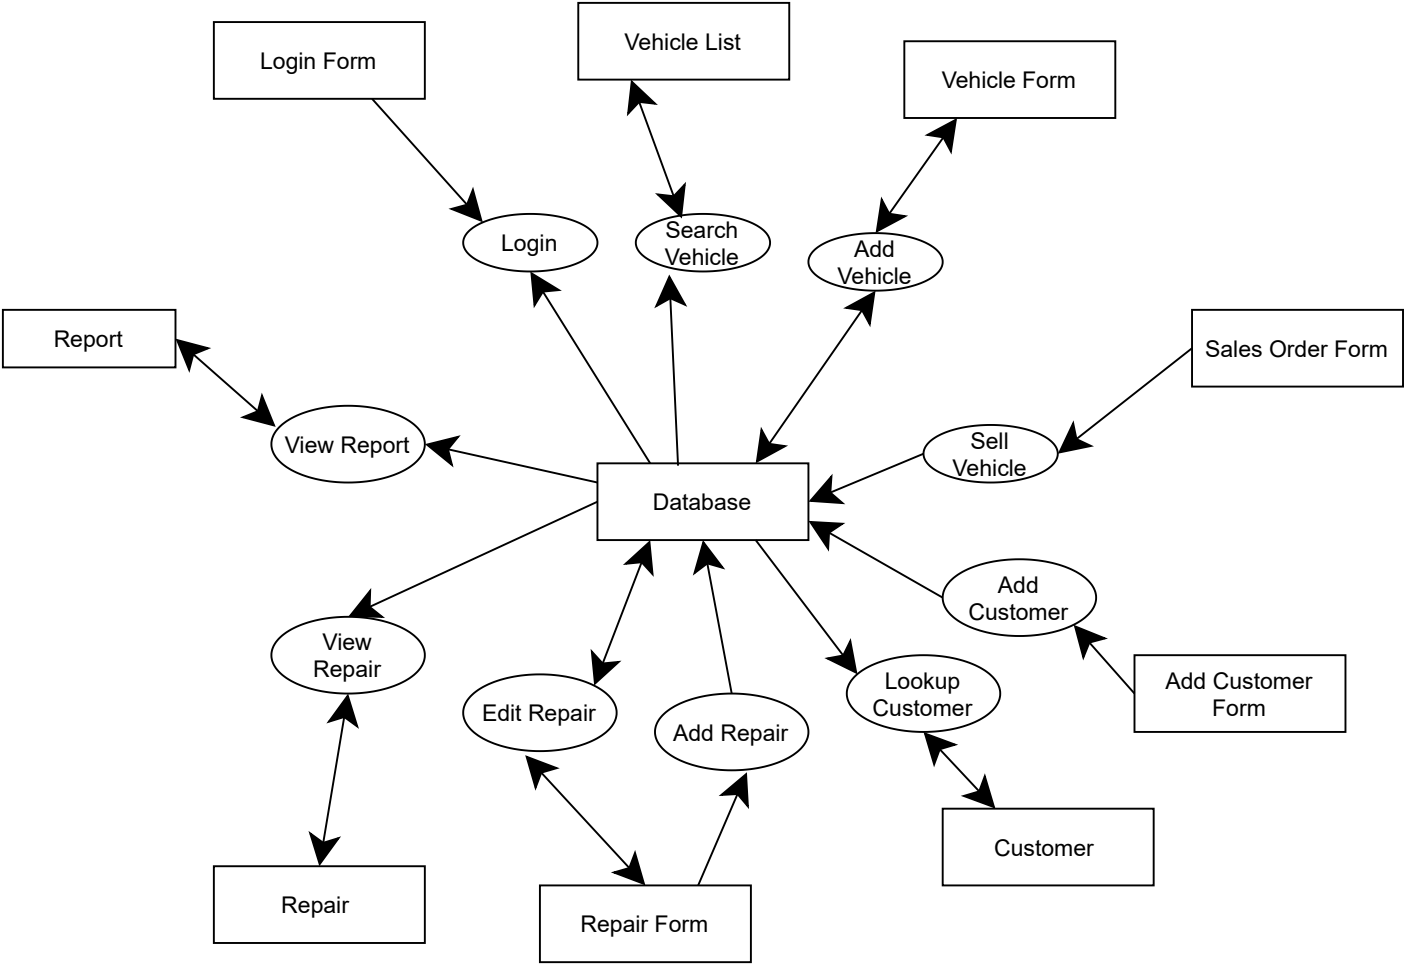 Vehicle List
Login Form
Vehicle Form
Search
Vehicle
Login
Add
Vehicle
Report
Sales Order Form
View Report
Sell
Vehicle
Database
Add
Customer
View
Repair
Lookup
Customer
Add Customer
Form
Edit Repair
Add Repair
Customer
Repair
Repair Form